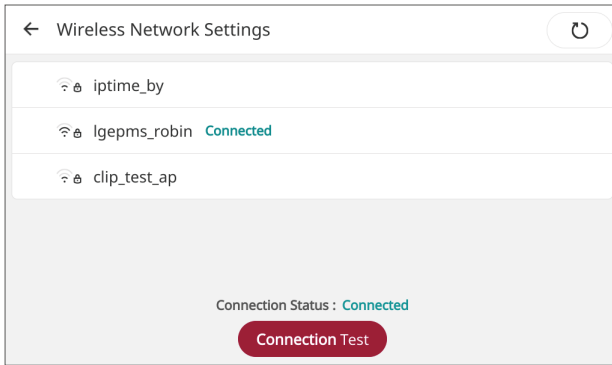 Wireless Network Settings
iptime_by
lgepms_robin Connected
clip_test_ap
Connection Status : Connected
Connection Test